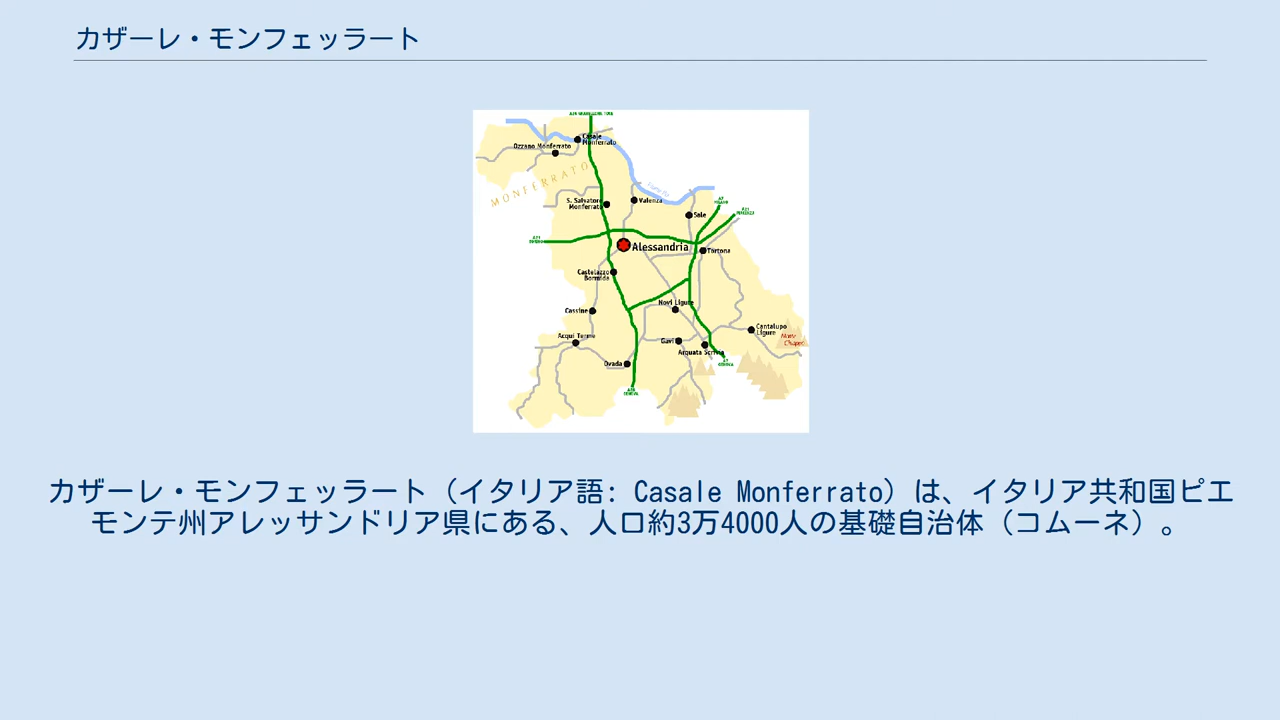 カザーレ・モンフェッラート
Casale
Monferrato
Ozzano Monferrato
MONFERRATO
S. Salvatore
Monferrato
Valenza
Sale
Alessandria
Tortona
Castelazzo
Bormida
Novi Ligure
Cassine
Cantalupo
Ligure
Acqui Terme
Gavi
Arquata Scrivia
Ovada
カザーレ・モンフェッラート（イタリア語: Casale Monferrato）は、イタリア共和国ピエ
モンテ州アレッサンドリア県にある、人口約3万4000人の基礎自治体（コムーネ）。